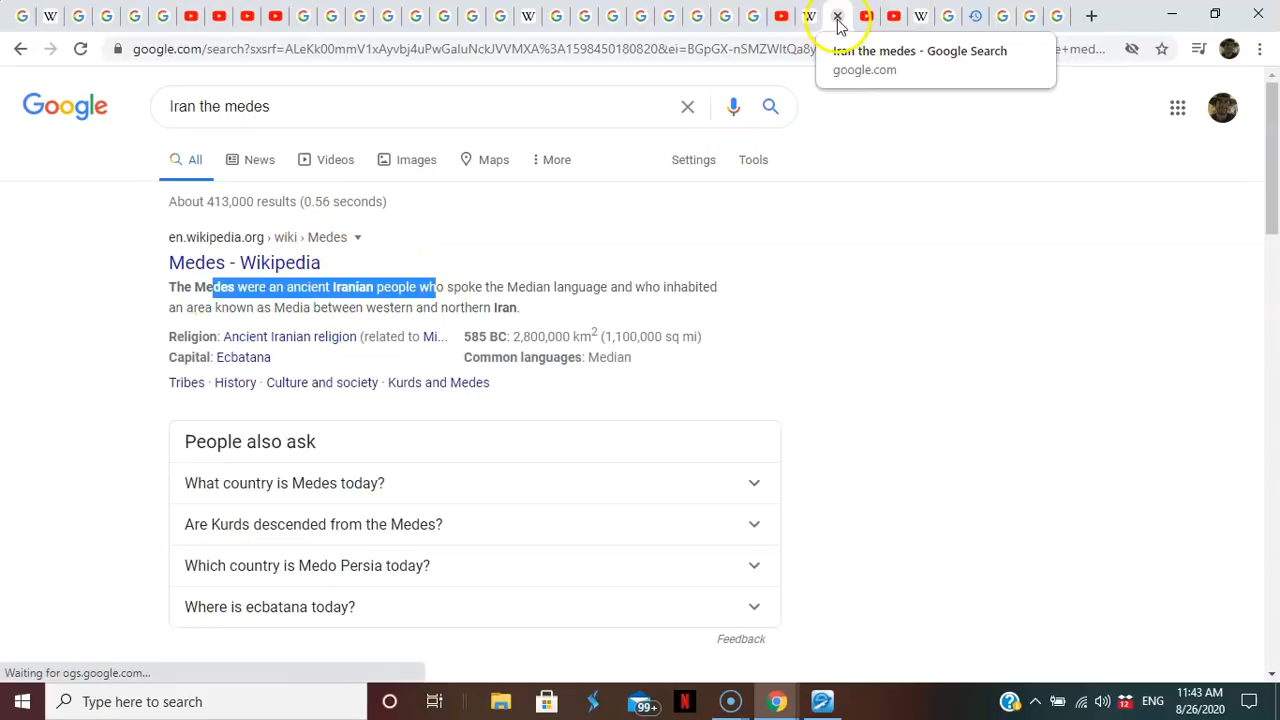 google.com/search?sxsrf=ALeKk00mmV1xAyvbj4uPwGaluNckJVVMXA%3A1598450180820&ei=BGpGX-nSMZWltQa8y
e+med...
Iran the medes - Google Search
google.com
Google
Iran the medes
All
News
Videos
Images
Maps
More
Settings
Tools
About 413,000 results (0.56 seconds)
en.wikipedia.org › wiki › Medes
Medes - Wikipedia
The Medes were an ancient Iranian people who spoke the Median language and who inhabited
an area known as Media between western and northern Iran.
Religion: Ancient Iranian religion (related to Mi... 585 BC: 2,800,000 km2 (1,100,000 sq mi)
Capital: Ecbatana Common languages: Median
Tribes · History · Culture and society · Kurds and Medes
People also ask
What country is Medes today?
Are Kurds descended from the Medes?
Which country is Medo Persia today?
Where is ecbatana today?
Feedback
Waiting for ogs.google.com...
Type here to search
99+
N
12
ENG
11:43 AM
8/26/2020